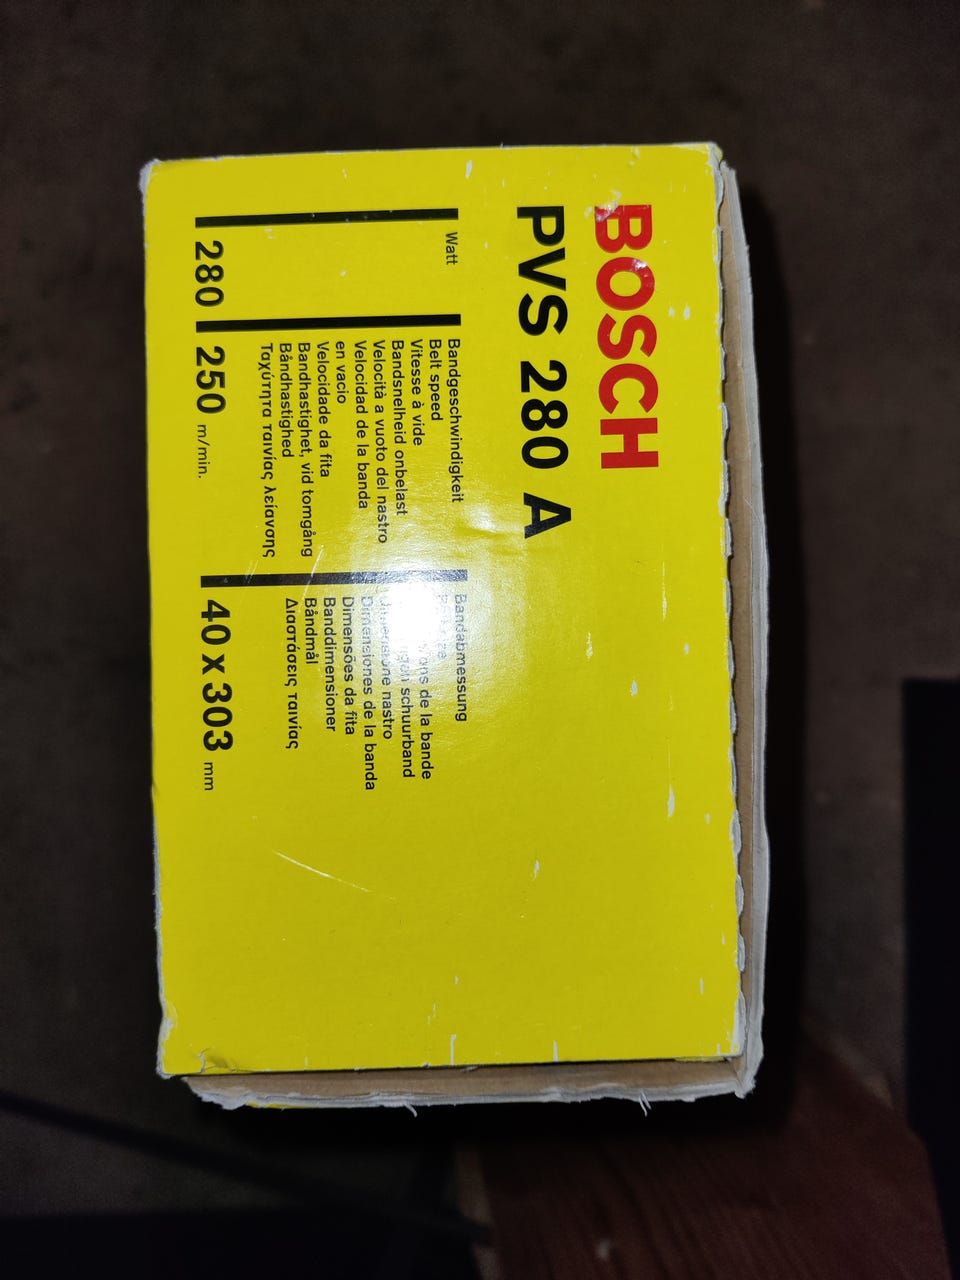 BOSCH
PVS 280 A
Watt
280
Bandgeschwindigkeit
Belt speed
Vitesse à vide
Bandsnelheid onbelast
Velocità a vuoto del nastro
Velocidad de la banda
en vacio
Velocidade da fita
Bandhastighet, vid tomgång
Båndhastighed
Ταχύτητα ταινίας λείανσης
250 m/min.
Bandabmessung
de la bande
schuurband
nastro
Dimensiones de la banda
Dimensões da fita
Banddimensioner
Båndmål
Διαστάσεις ταινίας
40 x 303 mm